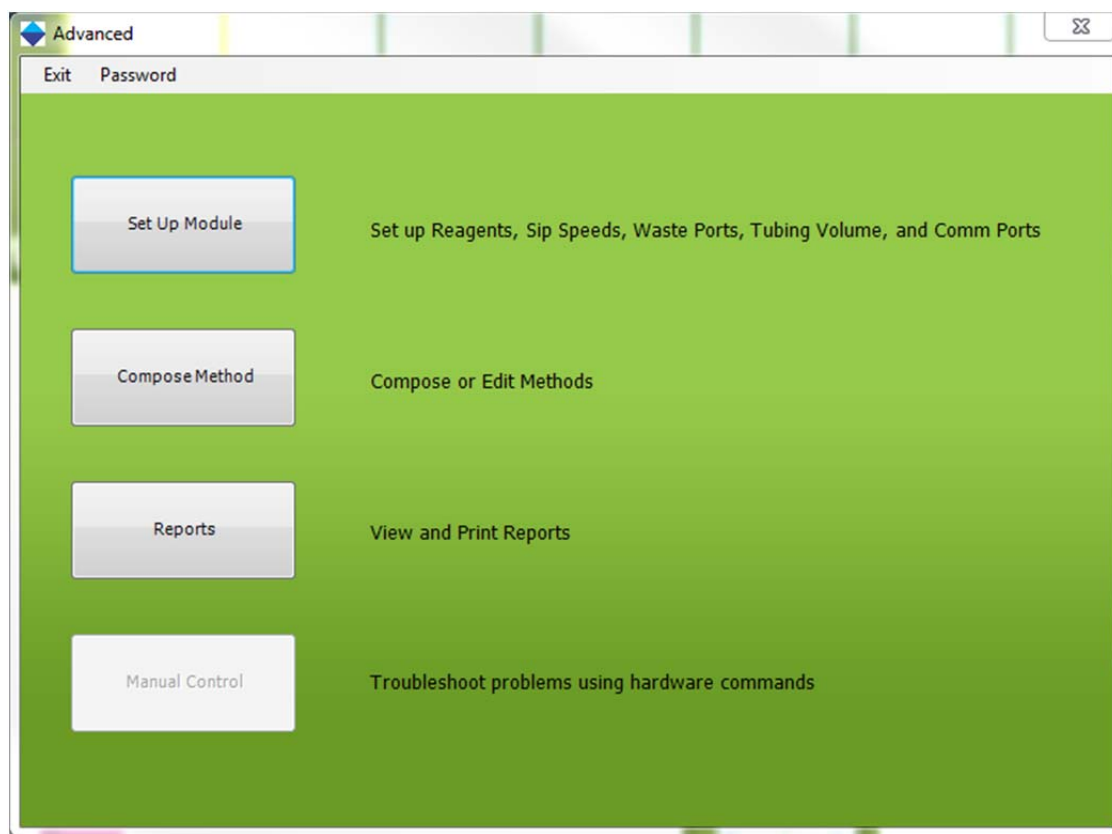 Advanced
Exit Password
Set Up Module
Set up Reagents, Sip Speeds, Waste Ports, Tubing Volume, and Comm Ports
Compose Method
Compose or Edit Methods
Reports
View and Print Reports
Manual Control
Troubleshoot problems using hardware commands